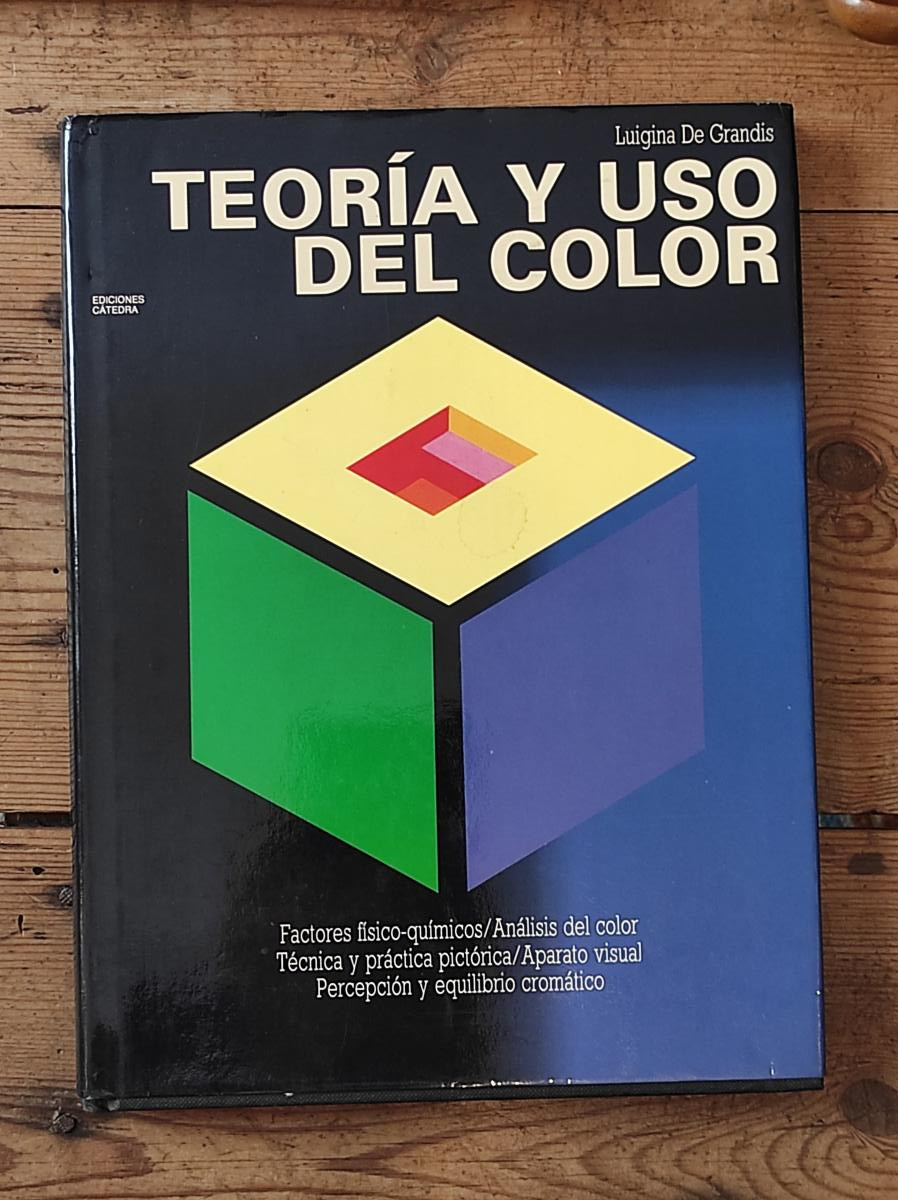 Luigina De Grandis
TEORÍA Y USO
DEL COLOR
EDICIONES
CÁTEDRA
Factores físico-químicos/Análisis del color
Técnica y práctica pictórica/Aparato visual
Percepción y equilibrio cromático